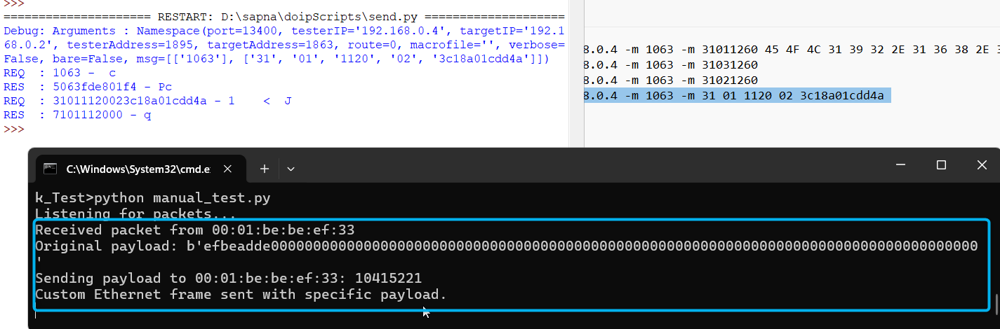 >>>
===================== RESTART: D:\sapna\doipScripts\send.py ====================
Debug: Arguments : Namespace(port=13400, testerIP='192.168.0.4', targetIP='192.1
68.0.2', testerAddress=1895, targetAddress=1863, route=0, macrofile='', verbose=
False, bare=False, msg=[['1063'], ['31', '01', '1120', '02', '3c18a01cdd4a']])
REQ  : 1063 -  c
RES  : 5063fde801f4 - Pc
REQ  : 31011120023c18a01cdd4a - 1    <  J
RES  : 7101112000 - q
>>>
8.0.4 -m 1063 -m 31011260 45 4F 4C 31 39 32 2E 31 36 38 2E
8.0.4 -m 1063 -m 31031260
8.0.4 -m 1063 -m 31021260
8.0.4 -m 1063 -m 31 01 1120 02 3c18a01cdd4a
C:\Windows\System32\cmd.e
k_Test>python manual_test.py
Listening for packets...
Received packet from 00:01:be:be:ef:33
Original payload: b'efbeadde00000000000000000000000000000000000000000000000000000000000000000000000000000000
'
Sending payload to 00:01:be:be:ef:33: 10415221
Custom Ethernet frame sent with specific payload.